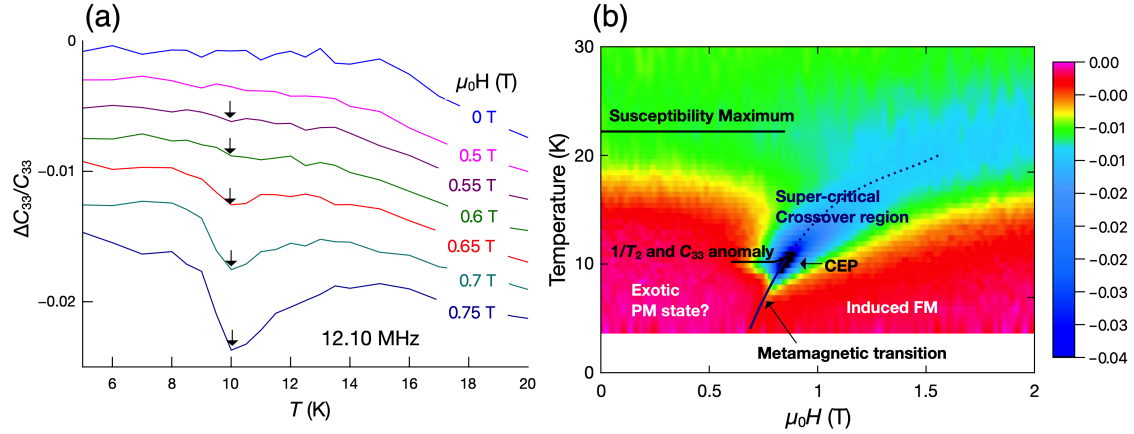 (a)
(b)
0
−0.01
−0.02
ΔC₃₃/C₃₃
μ₀H (T)
0 T
0.5 T
0.55 T
0.6 T
0.65 T
0.7 T
0.75 T
12.10 MHz
6 8 10 12 14 16 18 20
T (K)
30
20
10
0
Temperature (K)
Susceptibility Maximum
Super-critical
Crossover region
1/T₂ and C₃₃ anomaly
CEP
Exotic
PM state?
Induced FM
Metamagnetic transition
0 0.5 1 1.5 2
μ₀H (T)
0.00
−0.00
−0.01
−0.01
−0.02
−0.02
−0.03
−0.03
−0.04